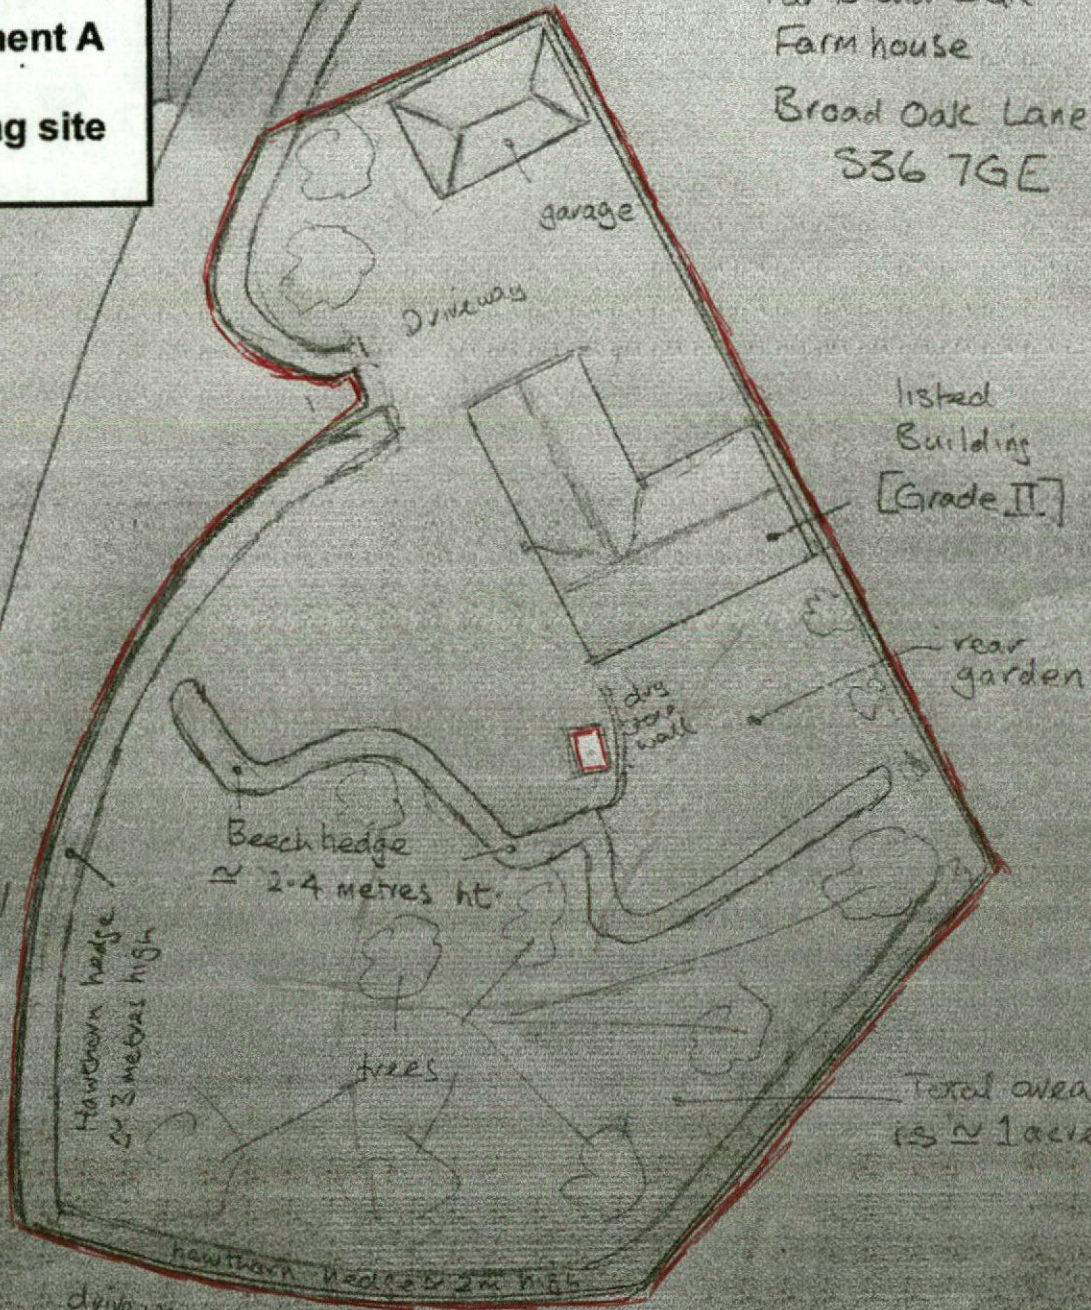 ent A
g site
Farm house
Broad Oak Lane
S36 7GE
garage
Driveway
listed
Building
[Grade II]
rear
garden
dry
stone
wall
Beech hedge
≃ 2.4 metres ht.
Hawthorn hedge
≃ 3 metres high
trees
Total area
is ≃ 1 acre
hawthorn hedge ≃ 2m high
drive